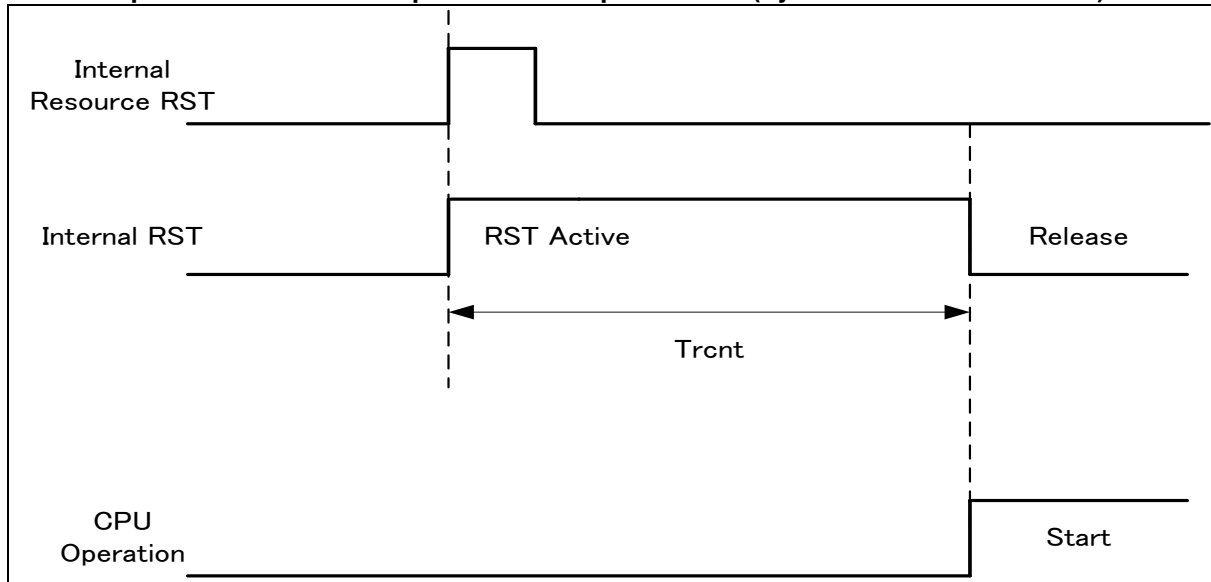 Internal
Resource RST
Internal RST
RST Active
Release
Trcnt
CPU
Operation
Start